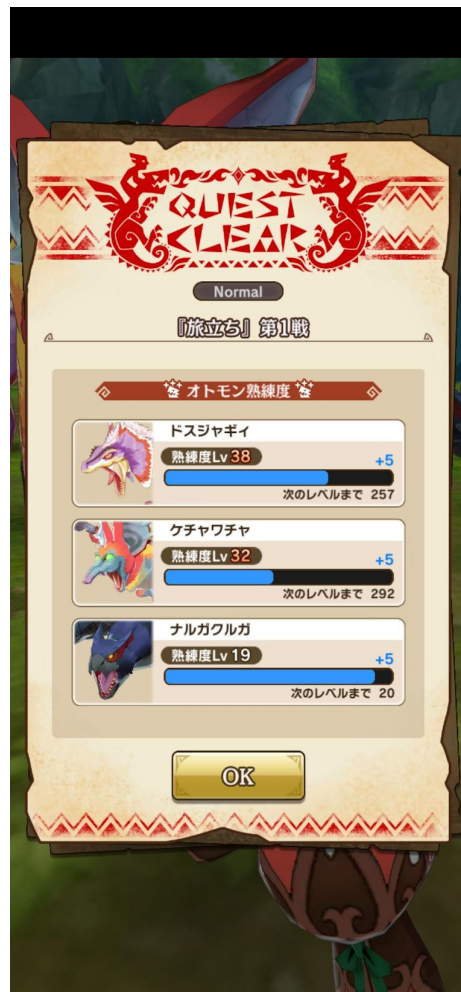 QUEST
CLEAR
Normal
『旅立ち』第1戦
オトモン熟練度
ドスジャギィ
熟練度Lv 38
+5
次のレベルまで 257
ケチャワチャ
熟練度Lv 32
+5
次のレベルまで 292
ナルガクルガ
熟練度Lv 19
+5
次のレベルまで 20
OK